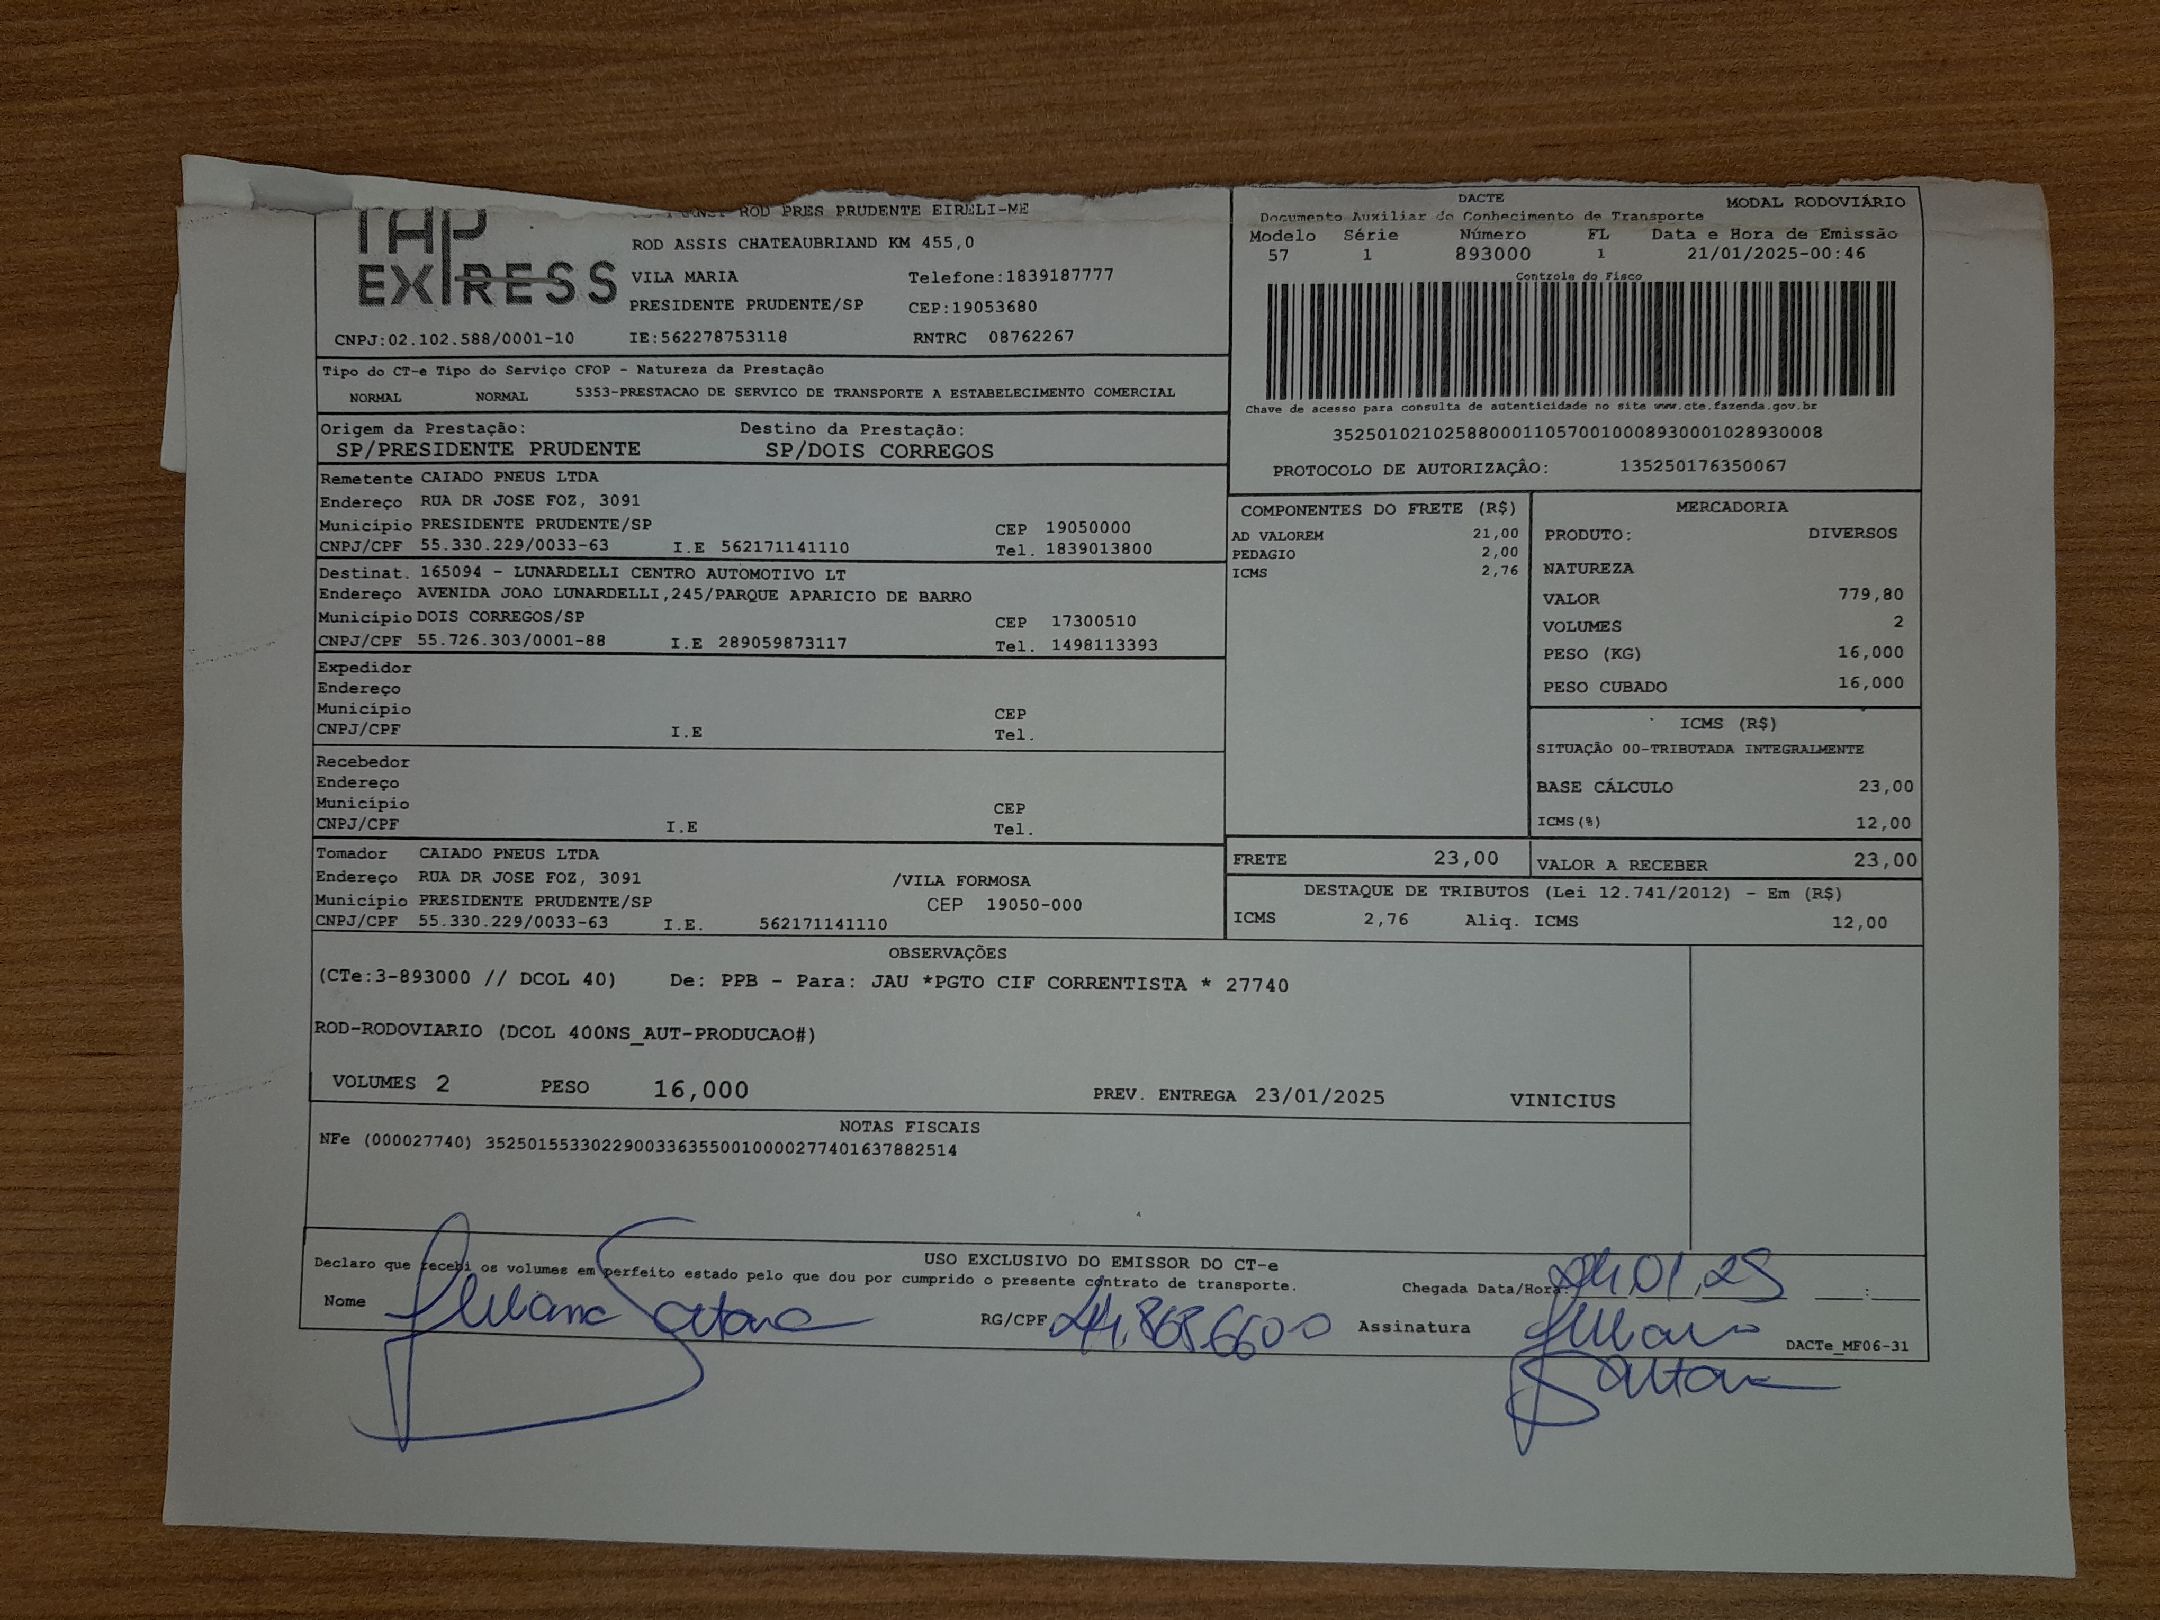 TAP
EXPRESS
ROD PRES PRUDENTE EIRELI-ME
ROD ASSIS CHATEAUBRIAND KM 455,0
VILA MARIA Telefone:1839187777
PRESIDENTE PRUDENTE/SP CEP:19053680
CNPJ:02.102.588/0001-10 IE:562278753118 RNTRC 08762267
DACTE MODAL RODOVIÁRIO
Documento Auxiliar do Conhecimento de Transporte
Modelo Série Número FL Data e Hora de Emissão
57 1 893000 1 21/01/2025-00:46
Controle do Fisco
Chave de acesso para consulta de autenticidade no site www.cte.fazenda.gov.br
35250102102588000110570010008930001028930008
PROTOCOLO DE AUTORIZAÇÃO: 135250176350067
Tipo do CT-e Tipo do Serviço CFOP - Natureza da Prestação
NORMAL NORMAL 5353-PRESTACAO DE SERVICO DE TRANSPORTE A ESTABELECIMENTO COMERCIAL
Origem da Prestação: Destino da Prestação:
SP/PRESIDENTE PRUDENTE SP/DOIS CORREGOS
Remetente CAIADO PNEUS LTDA
Endereço RUA DR JOSE FOZ, 3091
Município PRESIDENTE PRUDENTE/SP CEP 19050000
CNPJ/CPF 55.330.229/0033-63 I.E 562171141110 Tel. 1839013800
Destinat. 165094 - LUNARDELLI CENTRO AUTOMOTIVO LT
Endereço AVENIDA JOAO LUNARDELLI,245/PARQUE APARICIO DE BARRO
Município DOIS CORREGOS/SP CEP 17300510
CNPJ/CPF 55.726.303/0001-88 I.E 289059873117 Tel. 1498113393
Expedidor
Endereço
Município CEP
CNPJ/CPF I.E Tel.
Recebedor
Endereço
Município CEP
CNPJ/CPF I.E Tel.
Tomador CAIADO PNEUS LTDA
Endereço RUA DR JOSE FOZ, 3091 /VILA FORMOSA
Município PRESIDENTE PRUDENTE/SP CEP 19050-000
CNPJ/CPF 55.330.229/0033-63 I.E. 562171141110
COMPONENTES DO FRETE (R$)
AD VALOREM 21,00
PEDAGIO 2,00
ICMS 2,76
MERCADORIA
PRODUTO: DIVERSOS
NATUREZA
VALOR 779,80
VOLUMES 2
PESO (KG) 16,000
PESO CUBADO 16,000
ICMS (R$)
SITUAÇÃO 00-TRIBUTADA INTEGRALMENTE
BASE CÁLCULO 23,00
ICMS(%) 12,00
FRETE 23,00 VALOR A RECEBER 23,00
DESTAQUE DE TRIBUTOS (Lei 12.741/2012) - Em (R$)
ICMS 2,76 Aliq. ICMS 12,00
OBSERVAÇÕES
(CTe:3-893000 // DCOL 40) De: PPB - Para: JAU *PGTO CIF CORRENTISTA * 27740
ROD-RODOVIARIO (DCOL 400NS_AUT-PRODUCAO#)
VOLUMES 2 PESO 16,000 PREV. ENTREGA 23/01/2025 VINICIUS
NOTAS FISCAIS
NFe (000027740) 35250155330229003363550010000277401637882514
USO EXCLUSIVO DO EMISSOR DO CT-e
Declaro que recebi os volumes em perfeito estado pelo que dou por cumprido o presente contrato de transporte. Chegada Data/Hora: 24,01,25 __:__
Nome RG/CPF 44.868.6600 Assinatura
DACTe_MF06-31